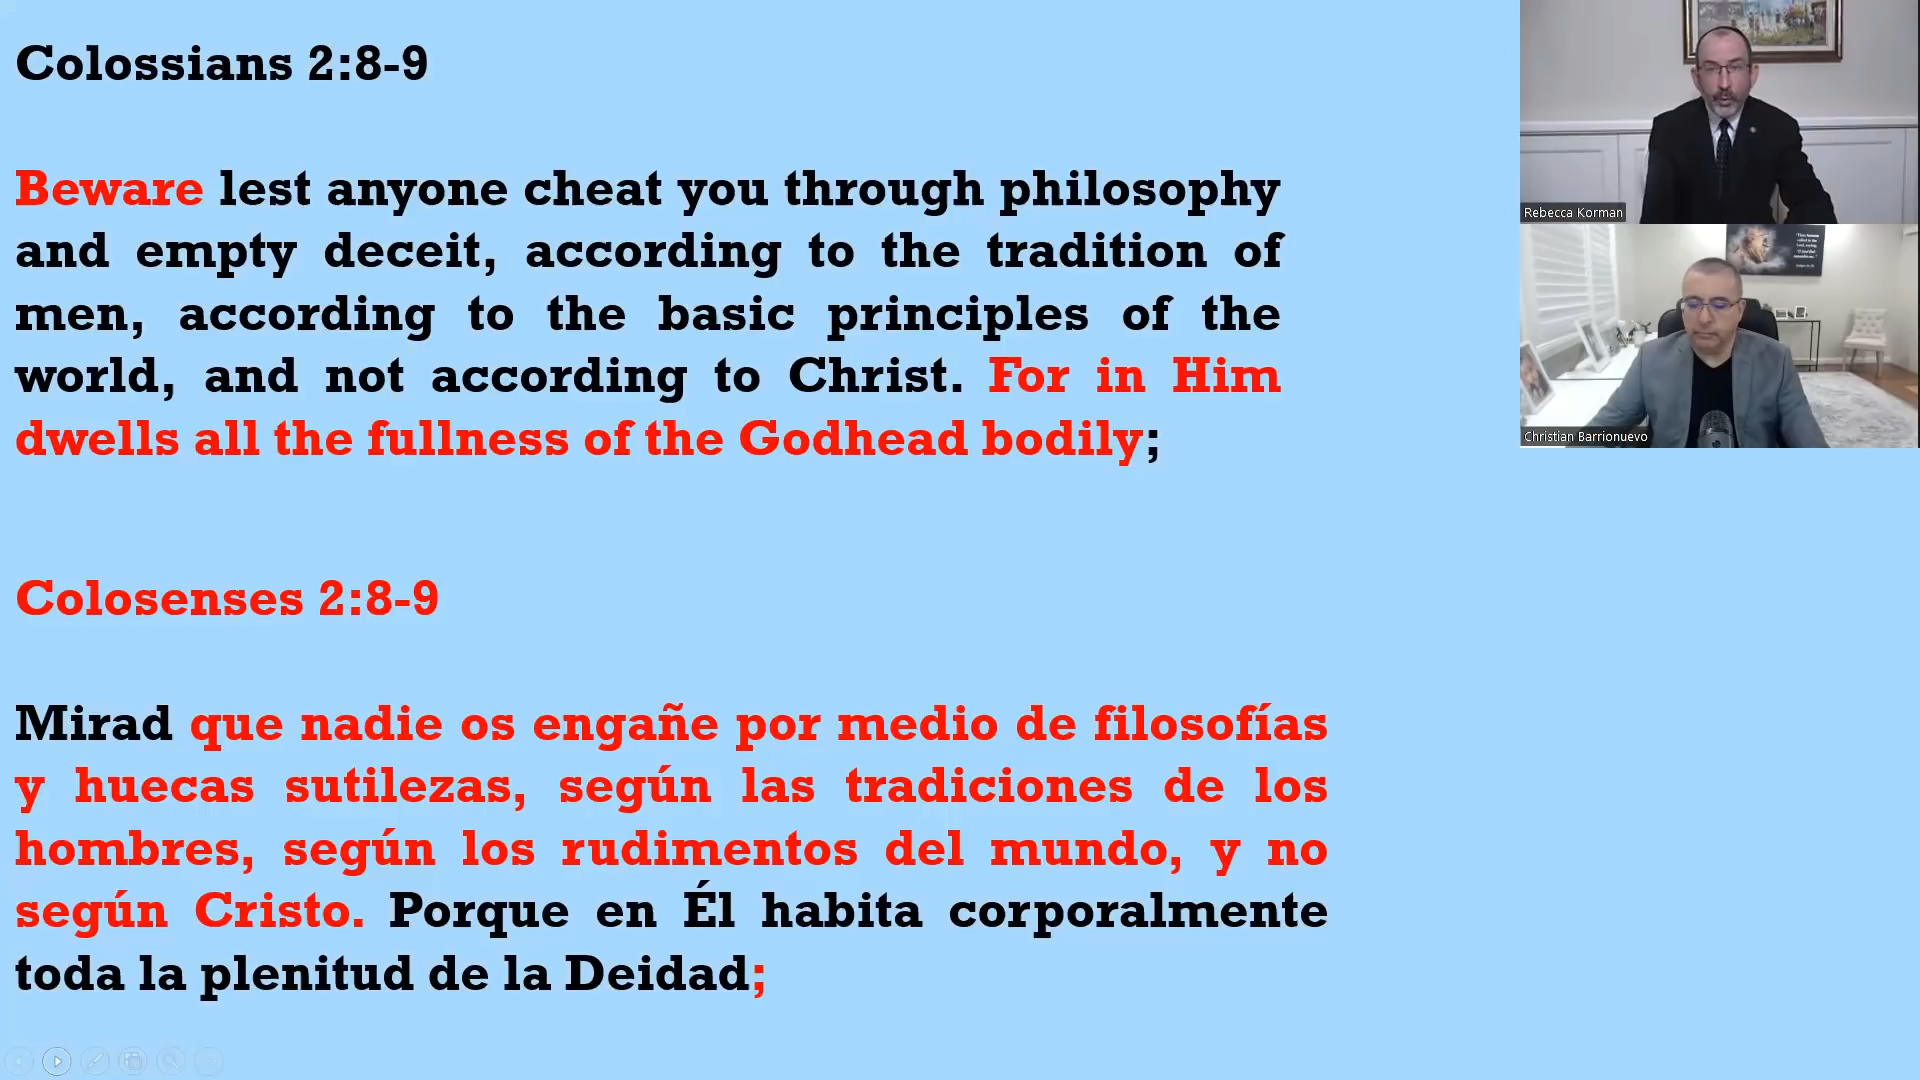 Colossians 2:8-9
Beware lest anyone cheat you through philosophy
and empty deceit, according to the tradition of
men, according to the basic principles of the
world, and not according to Christ. For in Him
dwells all the fullness of the Godhead bodily;
Colosenses 2:8-9
Mirad que nadie os engañe por medio de filosofías
y huecas sutilezas, según las tradiciones de los
hombres, según los rudimentos del mundo, y no
según Cristo. Porque en Él habita corporalmente
toda la plenitud de la Deidad;
Rebecca Korman
Christian Barrionuevo